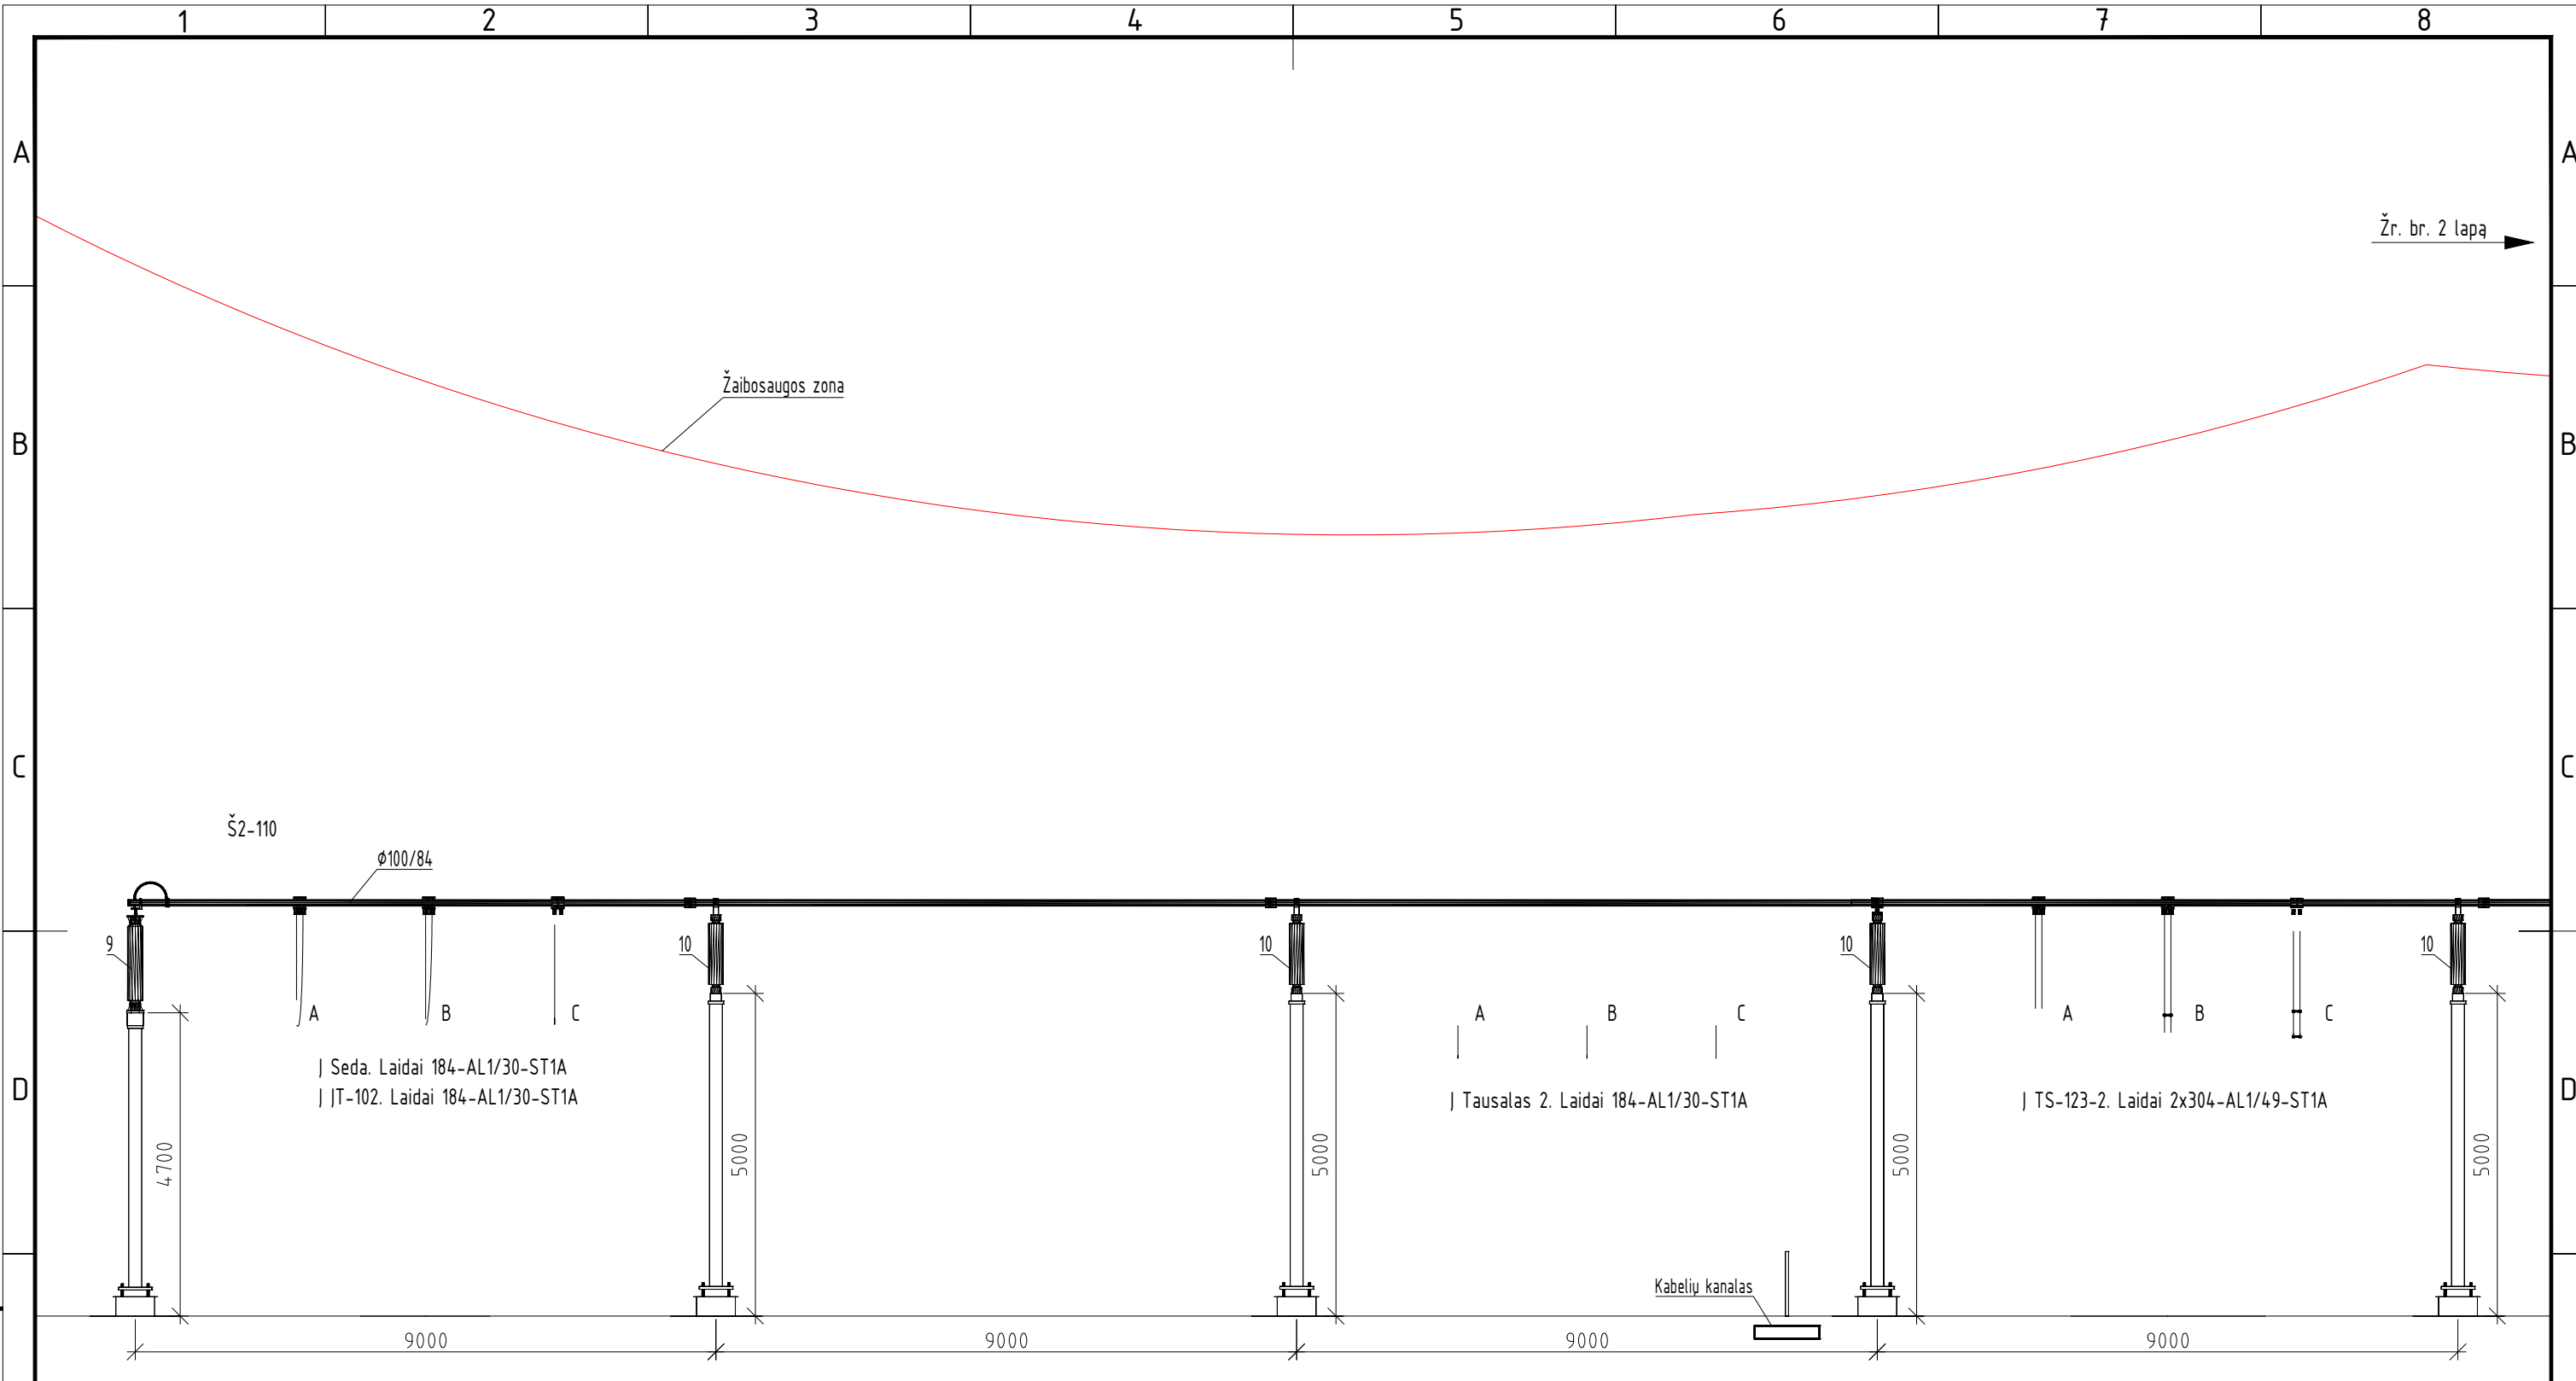 1 2 3 4 5 6 7 8
A A
Žr. br. 2 lapą
Žaibosaugos zona
B B
C C
Š2-110
Ø100/84
9 10 10 10 10
A B C A B C A B C
Į Seda. Laidai 184-AL1/30-ST1A
Į JT-102. Laidai 184-AL1/30-ST1A
Į Tausalas 2. Laidai 184-AL1/30-ST1A
Į TS-123-2. Laidai 2x304-AL1/49-ST1A
D D
4700 5000 5000 5000 5000
Kabelių kanalas
9000 9000 9000 9000